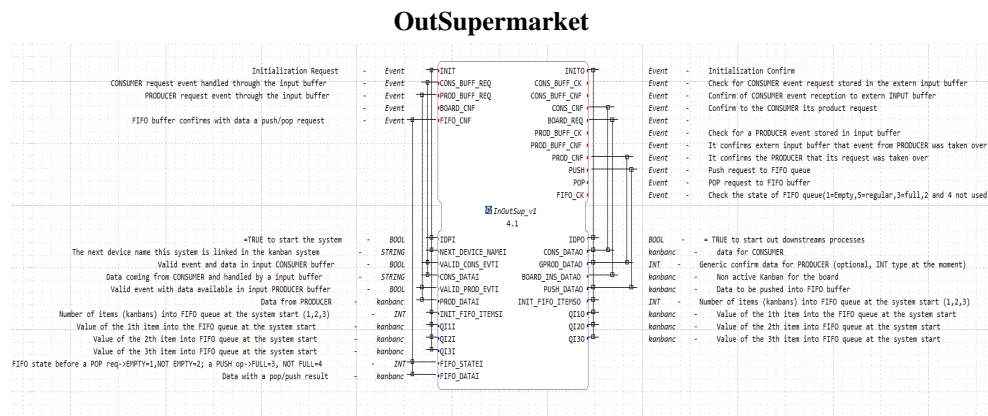 OutSupermarket
Initialization Request - Event INIT INITO Event - Initialization Confirm
CONSUMER request event handled through the input buffer - Event CONS_BUFF_REQ CONS_BUFF_CK Event - Check for CONSUMER event request stored in the extern input buffer
PRODUCER request event through the input buffer - Event PROD_BUFF_REQ CONS_BUFF_CNF Event - Confirm of CONSUMER event reception to extern INPUT buffer
- Event BOARD_CNF CONS_CNF Event - Confirm to the CONSUMER its product request
FIFO buffer confirms with data a push/pop request - Event FIFO_CNF BOARD_REQ Event -
PROD_BUFF_CK Event - Check for a PRODUCER event stored in input buffer
PROD_BUFF_CNF Event - It confirms extern input buffer that event from PRODUCER was taken over
PROD_CNF Event - It confirms the PRODUCER that its request was taken over
PUSH Event - Push request to FIFO queue
POP Event - POP request to FIFO buffer
FIFO_CK Event - Check the state of FIFO queue(1=Empty,5=regular,3=full,2 and 4 not used
InOutSup_v1
4.1
=TRUE to start the system - BOOL IDPI IDPO BOOL - = TRUE to start out downstreams processes
The next device name this system is linked in the kanban system - STRING NEXT_DEVICE_NAMEI CONS_DATAO kanbanc - data for CONSUMER
Valid event and data in input CONSUMER buffer - BOOL VALID_CONS_EVTI GPROD_DATAO INT - Generic confirm data for PRODUCER (optional, INT type at the moment)
Data coming from CONSUMER and handled by a input buffer - STRING CONS_DATAI BOARD_INS_DATAO kanbanc - Non active Kanban for the board
Valid event with data available in input PRODUCER buffer - BOOL VALID_PROD_EVTI PUSH_DATAO kanbanc - Data to be pushed into FIFO buffer
Data from PRODUCER - kanbanc PROD_DATAI INIT_FIFO_ITEMSO INT - Number of items (kanbans) into FIFO queue at the system start (1,2,3)
Number of items (kanbans) into FIFO queue at the system start (1,2,3) - INT INIT_FIFO_ITEMSI QI1O kanbanc - Value of the 1th item into the FIFO queue at the system start
Value of the 1th item into the FIFO queue at the system start - kanbanc QI1I QI2O kanbanc - Value of the 2th item into the FIFO queue at the system start
Value of the 2th item into the FIFO queue at the system start - kanbanc QI2I QI3O kanbanc - Value of the 3th item into the FIFO queue at the system start
Value of the 3th item into the FIFO queue at the system start - kanbanc QI3I
FIFO state before a POP req->EMPTY=1,NOT EMPTY=2; a PUSH op->FULL=3, NOT FULL=4 - INT FIFO_STATEI
Data with a pop/push result - kanbanc FIFO_DATAI